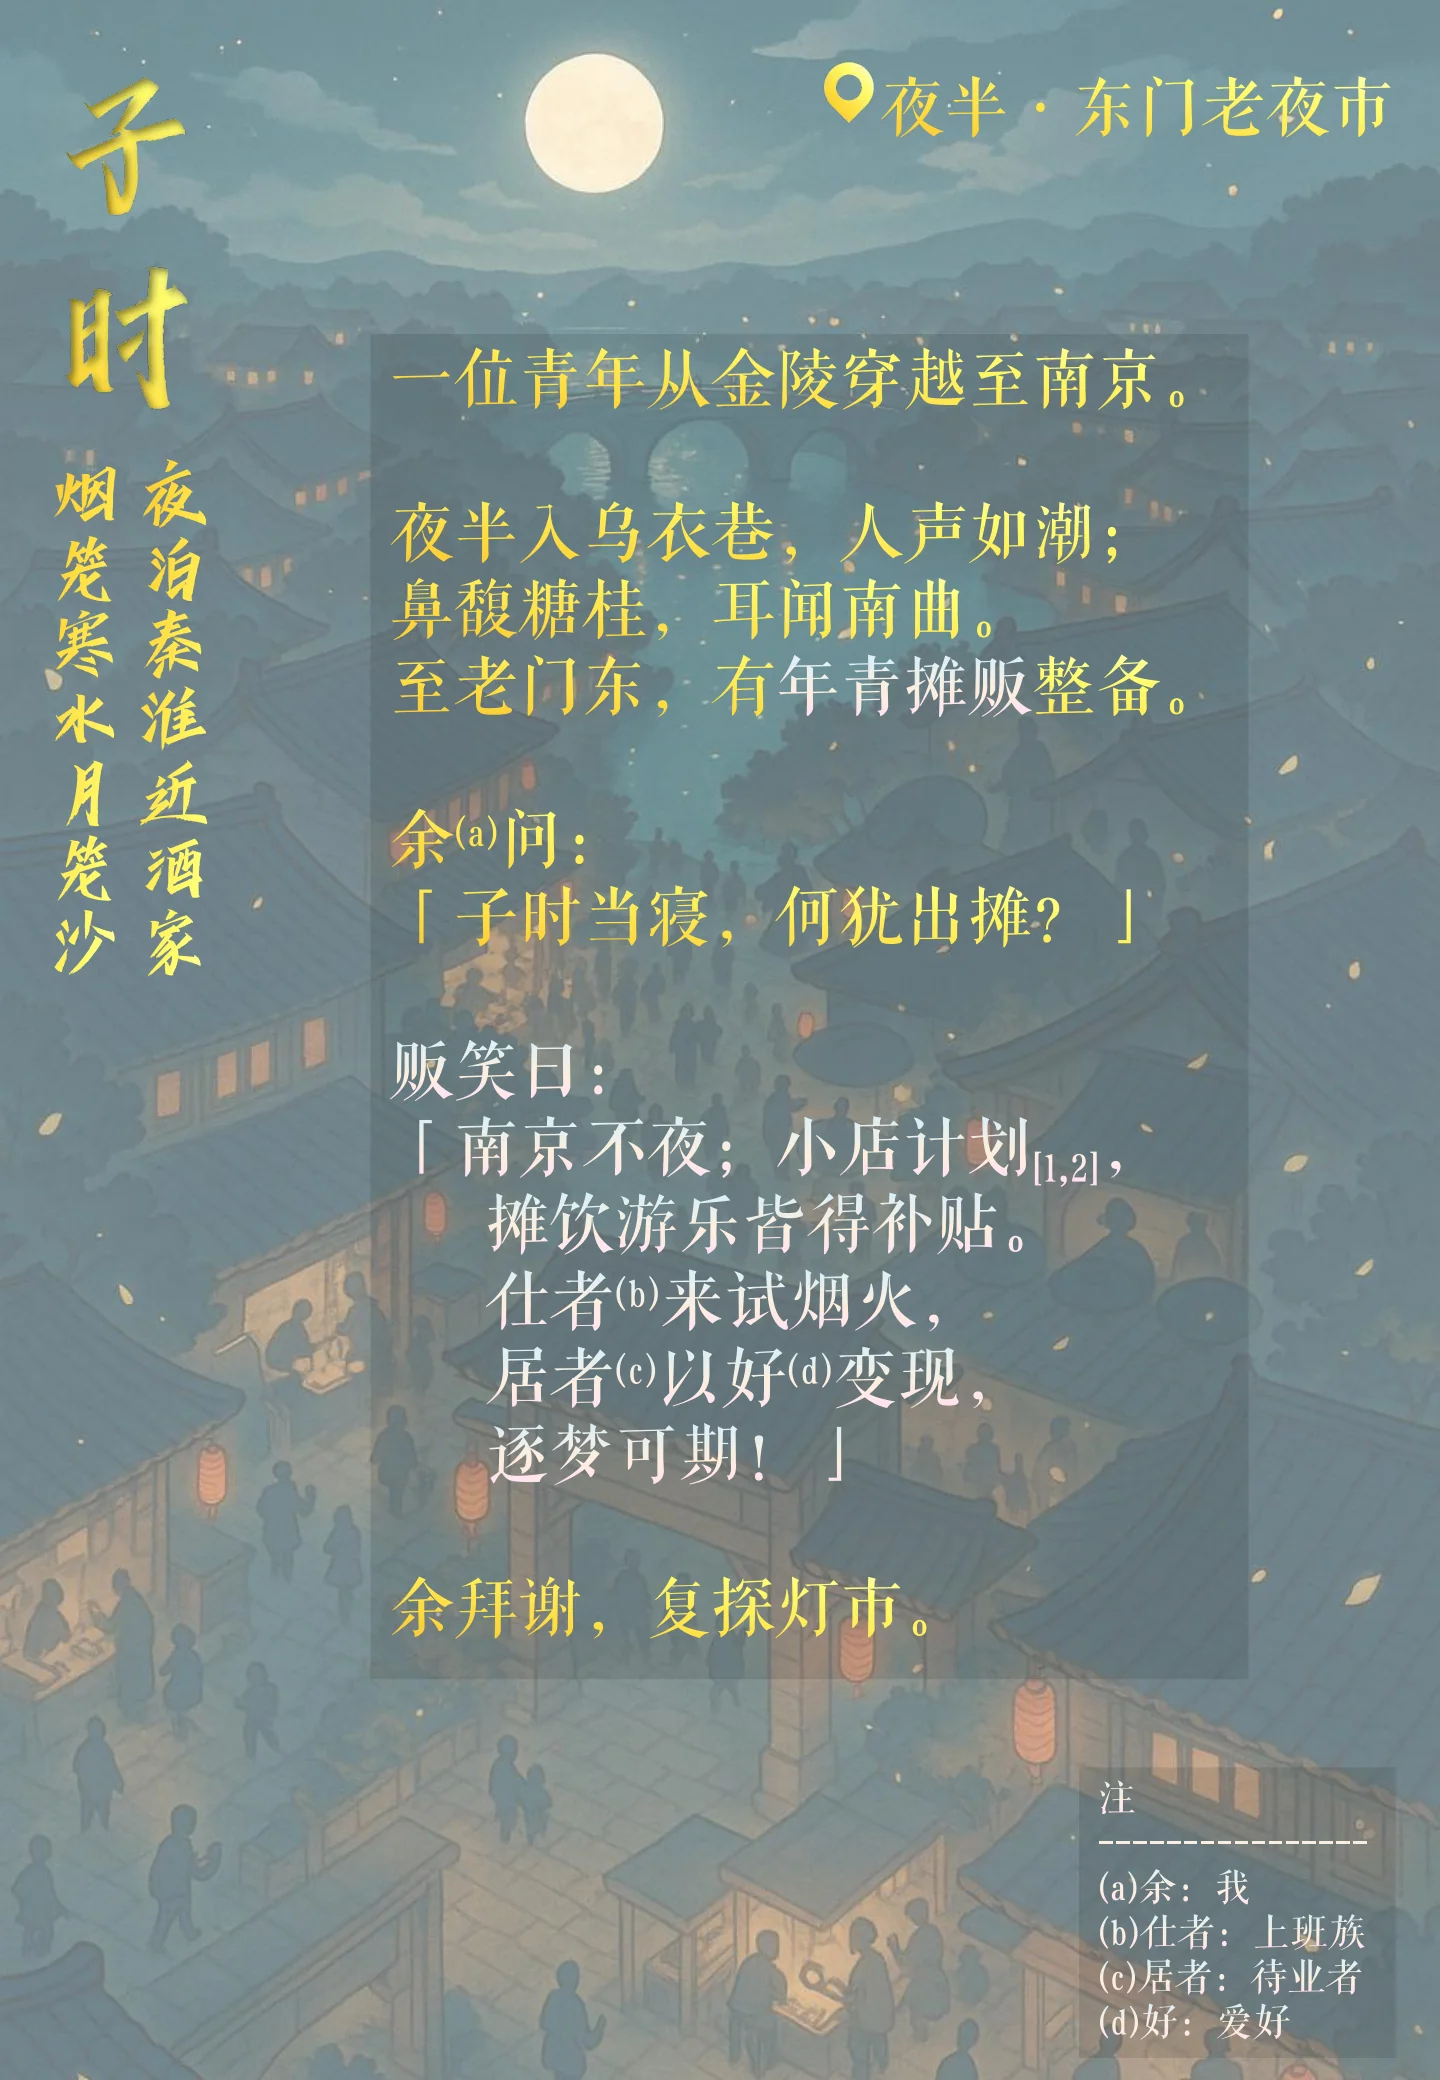 子时
夜泊秦淮近酒家
烟笼寒水月笼沙
夜半·东门老夜市
一位青年从金陵穿越至南京。
夜半入乌衣巷，人声如潮；
鼻馥糖桂，耳闻南曲。
至老门东，有年青摊贩整备。
余(a)问：
「子时当寝，何犹出摊？」
贩笑曰：
「南京不夜；小店计划[1,2]，
摊饮游乐皆得补贴。
仕者(b)来试烟火，
居者(c)以好(d)变现，
逐梦可期！」
余拜谢，复探灯市。
注
----------------
(a)余：我
(b)仕者：上班族
(c)居者：待业者
(d)好：爱好